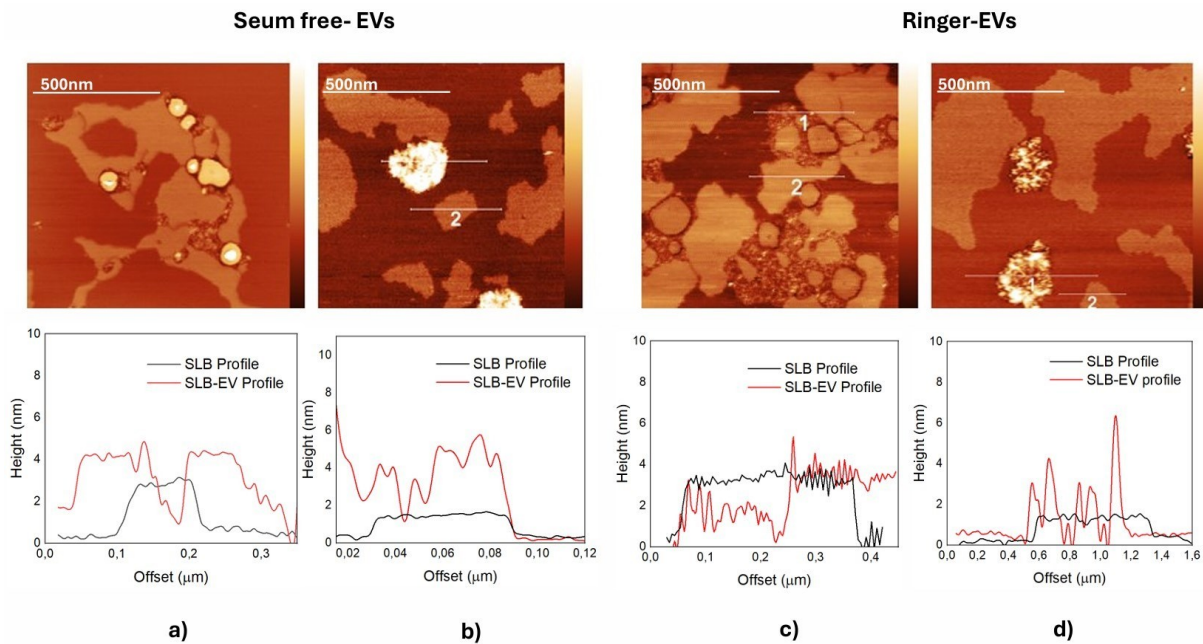 Seum free- EVs
Ringer-EVs
500nm
500nm
2
500nm
1
2
500nm
1
2
10
8
6
4
2
0
Height (nm)
SLB Profile
SLB-EV Profile
0,0
0,1
0,2
0,3
Offset (μm)
10
8
6
4
2
0
Height (nm)
SLB Profile
SLB-EV Profile
0,02
0,04
0,06
0,08
0,10
0,12
Offset (μm)
10
8
6
4
2
0
Height (nm)
SLB Profile
SLB-EV Profile
0,0
0,1
0,2
0,3
0,4
Offset (μm)
10
8
6
4
2
0
Height (nm)
SLB Profile
SLB-EV profile
0,0
0,2
0,4
0,6
0,8
1,0
1,2
1,4
1,6
Offset (μm)
a)
b)
c)
d)